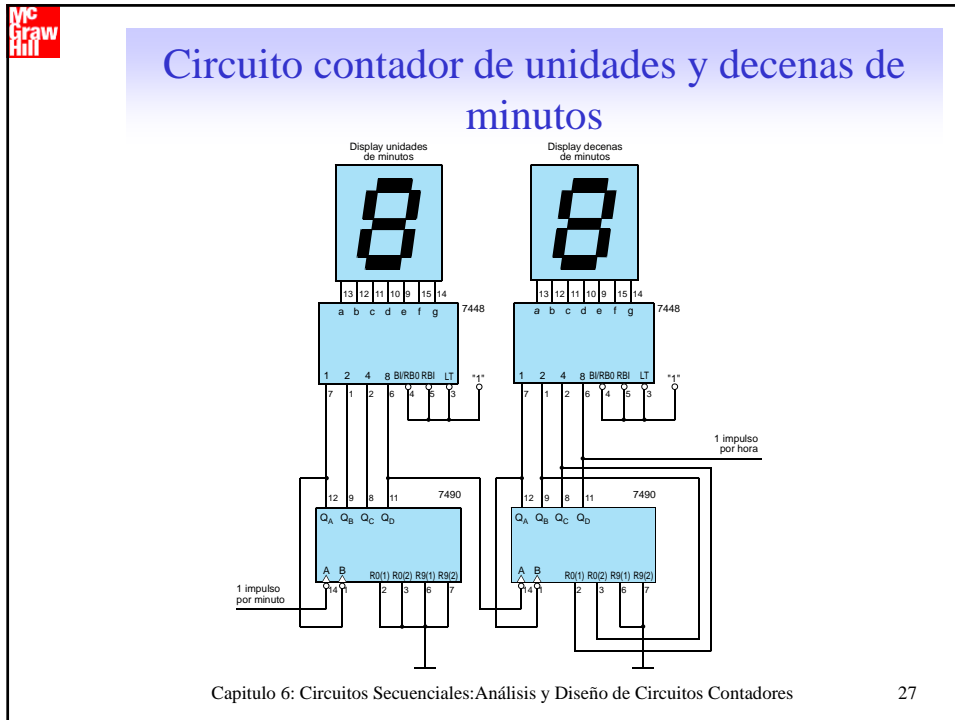 Mc
Graw
Hill
Circuito contador de unidades y decenas de
minutos
Display unidades
de minutos
Display decenas
de minutos
13 12 11 10 9 15 14
13 12 11 10 9 15 14
a b c d e f g
7448
a b c d e f g
7448
1 2 4 8 BI/RB0 RBI LT "1"
1 2 4 8 BI/RB0 RBI LT "1"
7 1 2 6 4 5 3
7 1 2 6 4 5 3
1 impulso
por hora
12 9 8 11 7490
12 9 8 11 7490
QA QB QC QD
QA QB QC QD
A B R0(1) R0(2) R9(1) R9(2)
A B R0(1) R0(2) R9(1) R9(2)
14 1 2 3 6 7
14 1 2 3 6 7
1 impulso
por minuto
Capitulo 6: Circuitos Secuenciales:Análisis y Diseño de Circuitos Contadores 27